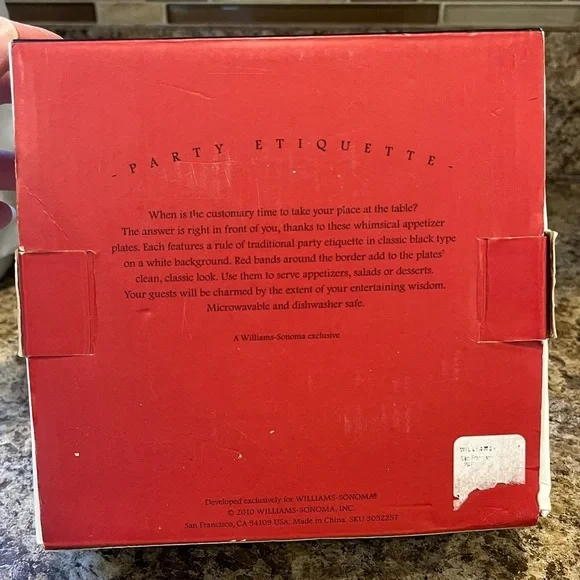 - PARTY ETIQUETTE -
When is the customary time to take your place at the table?
The answer is right in front of you, thanks to these whimsical appetizer
plates. Each features a rule of traditional party etiquette in classic black type
on a white background. Red bands around the border add to the plates'
clean, classic look. Use them to serve appetizers, salads or desserts.
Your guests will be charmed by the extent of your entertaining wisdom.
Microwavable and dishwasher safe.
A Williams-Sonoma exclusive
Developed exclusively for WILLIAMS-SONOMA®
© 2010 WILLIAMS-SONOMA, INC.
San Francisco, CA 94109 USA. Made in China. SKU 3052257